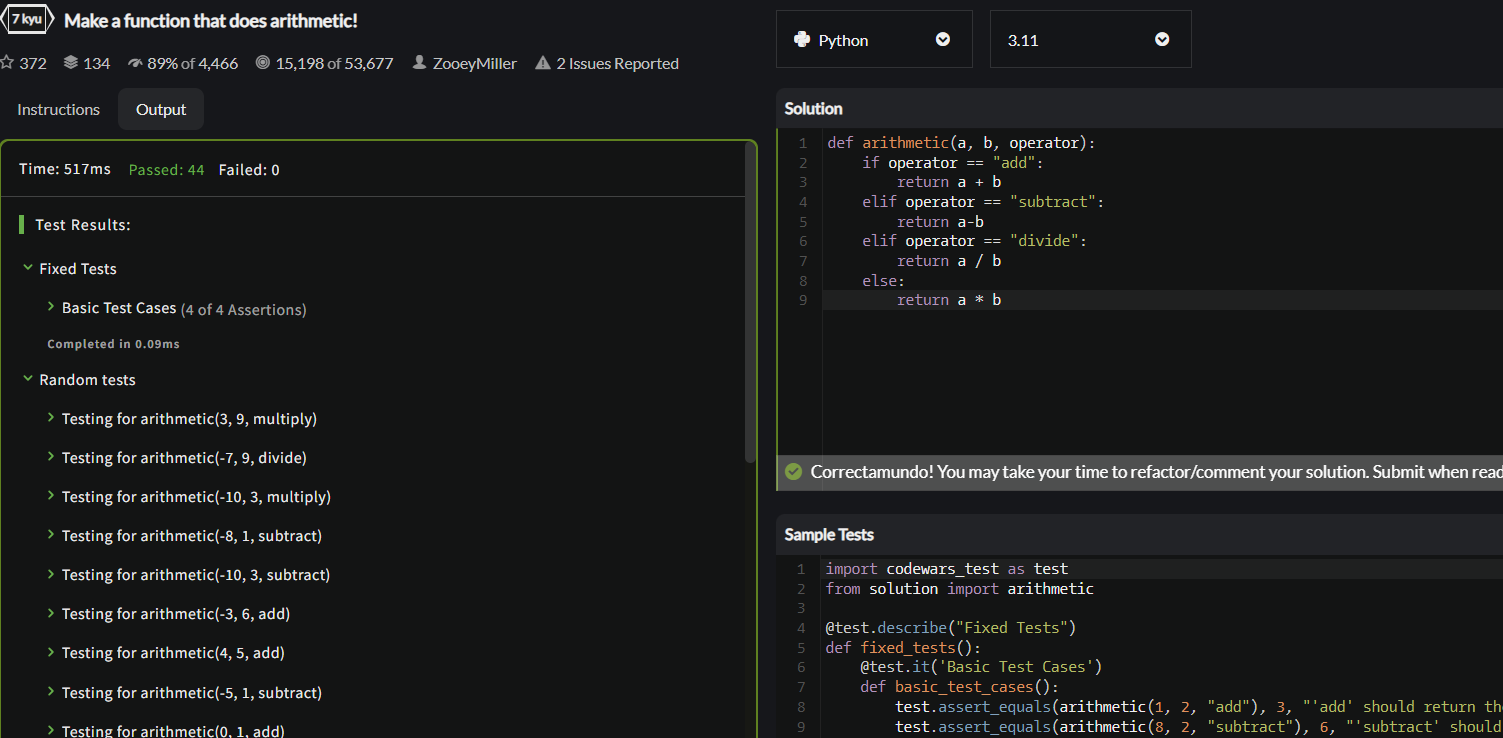 7 kyu Make a function that does arithmetic!
372 134 89% of 4,466 15,198 of 53,677 ZooeyMiller 2 Issues Reported
Instructions Output
Time: 517ms Passed: 44 Failed: 0
Test Results:
Fixed Tests
Basic Test Cases (4 of 4 Assertions)
Completed in 0.09ms
Random tests
Testing for arithmetic(3, 9, multiply)
Testing for arithmetic(-7, 9, divide)
Testing for arithmetic(-10, 3, multiply)
Testing for arithmetic(-8, 1, subtract)
Testing for arithmetic(-10, 3, subtract)
Testing for arithmetic(-3, 6, add)
Testing for arithmetic(4, 5, add)
Testing for arithmetic(-5, 1, subtract)
Testing for arithmetic(0, 1, add)
Python 3.11
Solution
1 def arithmetic(a, b, operator):
2     if operator == "add":
3         return a + b
4     elif operator == "subtract":
5         return a-b
6     elif operator == "divide":
7         return a / b
8     else:
9         return a * b
Correctamundo! You may take your time to refactor/comment your solution. Submit when read
Sample Tests
1 import codewars_test as test
2 from solution import arithmetic
3
4 @test.describe("Fixed Tests")
5 def fixed_tests():
6     @test.it('Basic Test Cases')
7     def basic_test_cases():
8         test.assert_equals(arithmetic(1, 2, "add"), 3, "'add' should return th
9         test.assert_equals(arithmetic(8, 2, "subtract"), 6, "'subtract' should